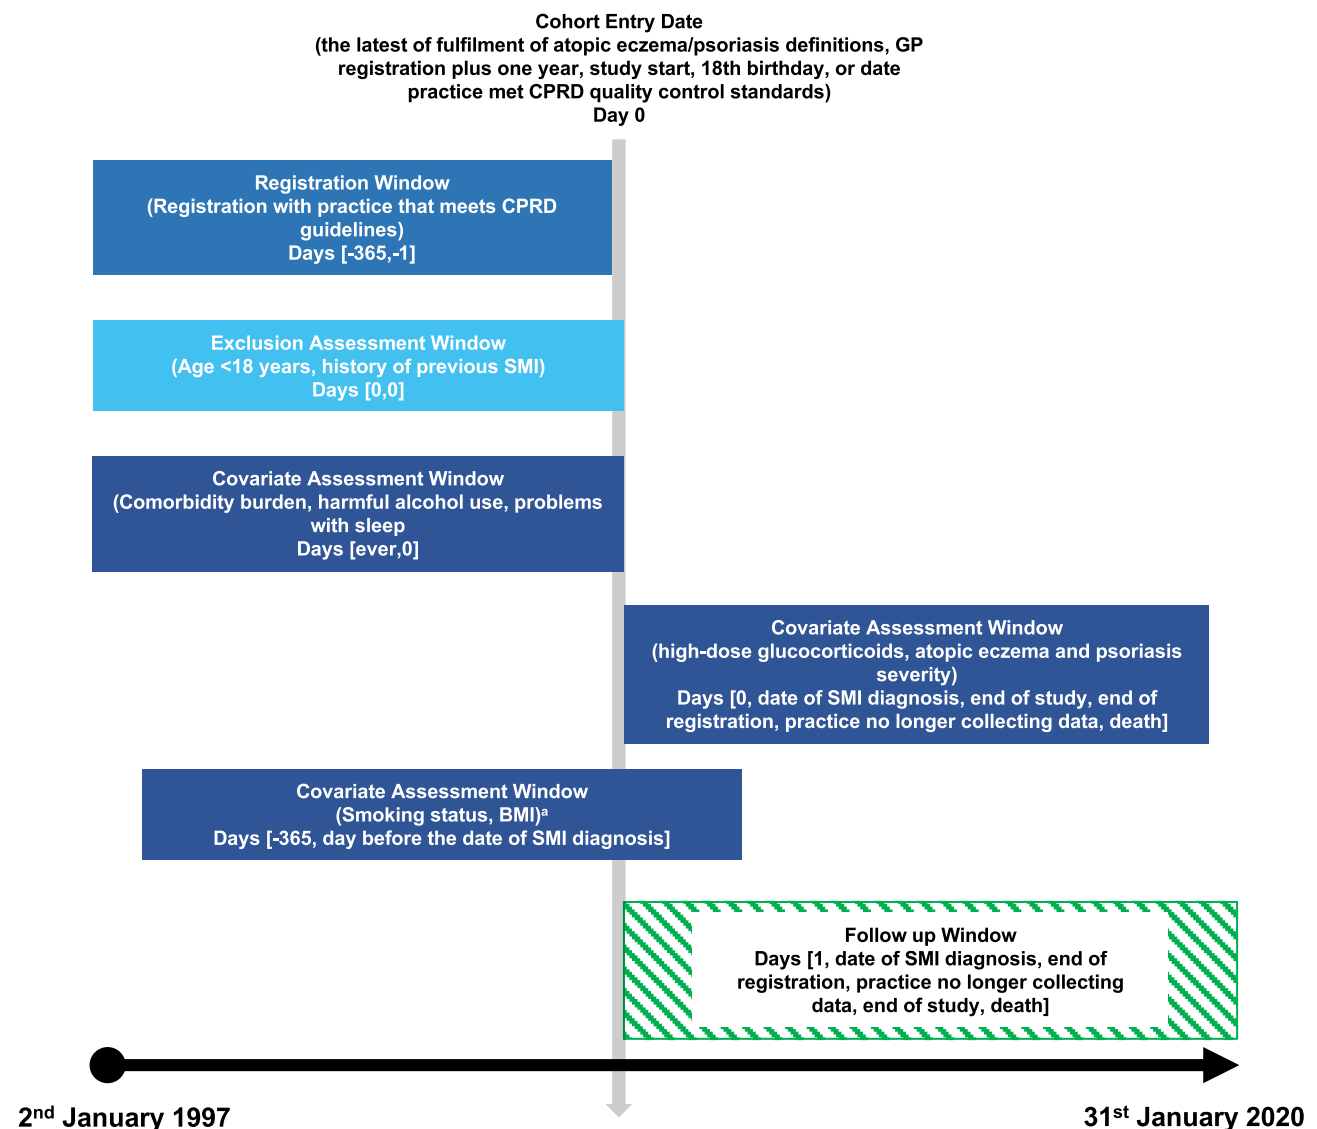 Cohort Entry Date
(the latest of fulfilment of atopic eczema/psoriasis definitions, GP
registration plus one year, study start, 18th birthday, or date
practice met CPRD quality control standards)
Day 0
Registration Window
(Registration with practice that meets CPRD
guidelines)
Days [-365,-1]
Exclusion Assessment Window
(Age <18 years, history of previous SMI)
Days [0,0]
Covariate Assessment Window
(Comorbidity burden, harmful alcohol use, problems
with sleep
Days [ever,0]
Covariate Assessment Window
(high-dose glucocorticoids, atopic eczema and psoriasis
severity)
Days [0, date of SMI diagnosis, end of study, end of
registration, practice no longer collecting data, death]
Covariate Assessment Window
(Smoking status, BMI)ᵃ
Days [-365, day before the date of SMI diagnosis]
Follow up Window
Days [1, date of SMI diagnosis, end of
registration, practice no longer collecting
data, end of study, death]
2ⁿᵈ January 1997
31ˢᵗ January 2020